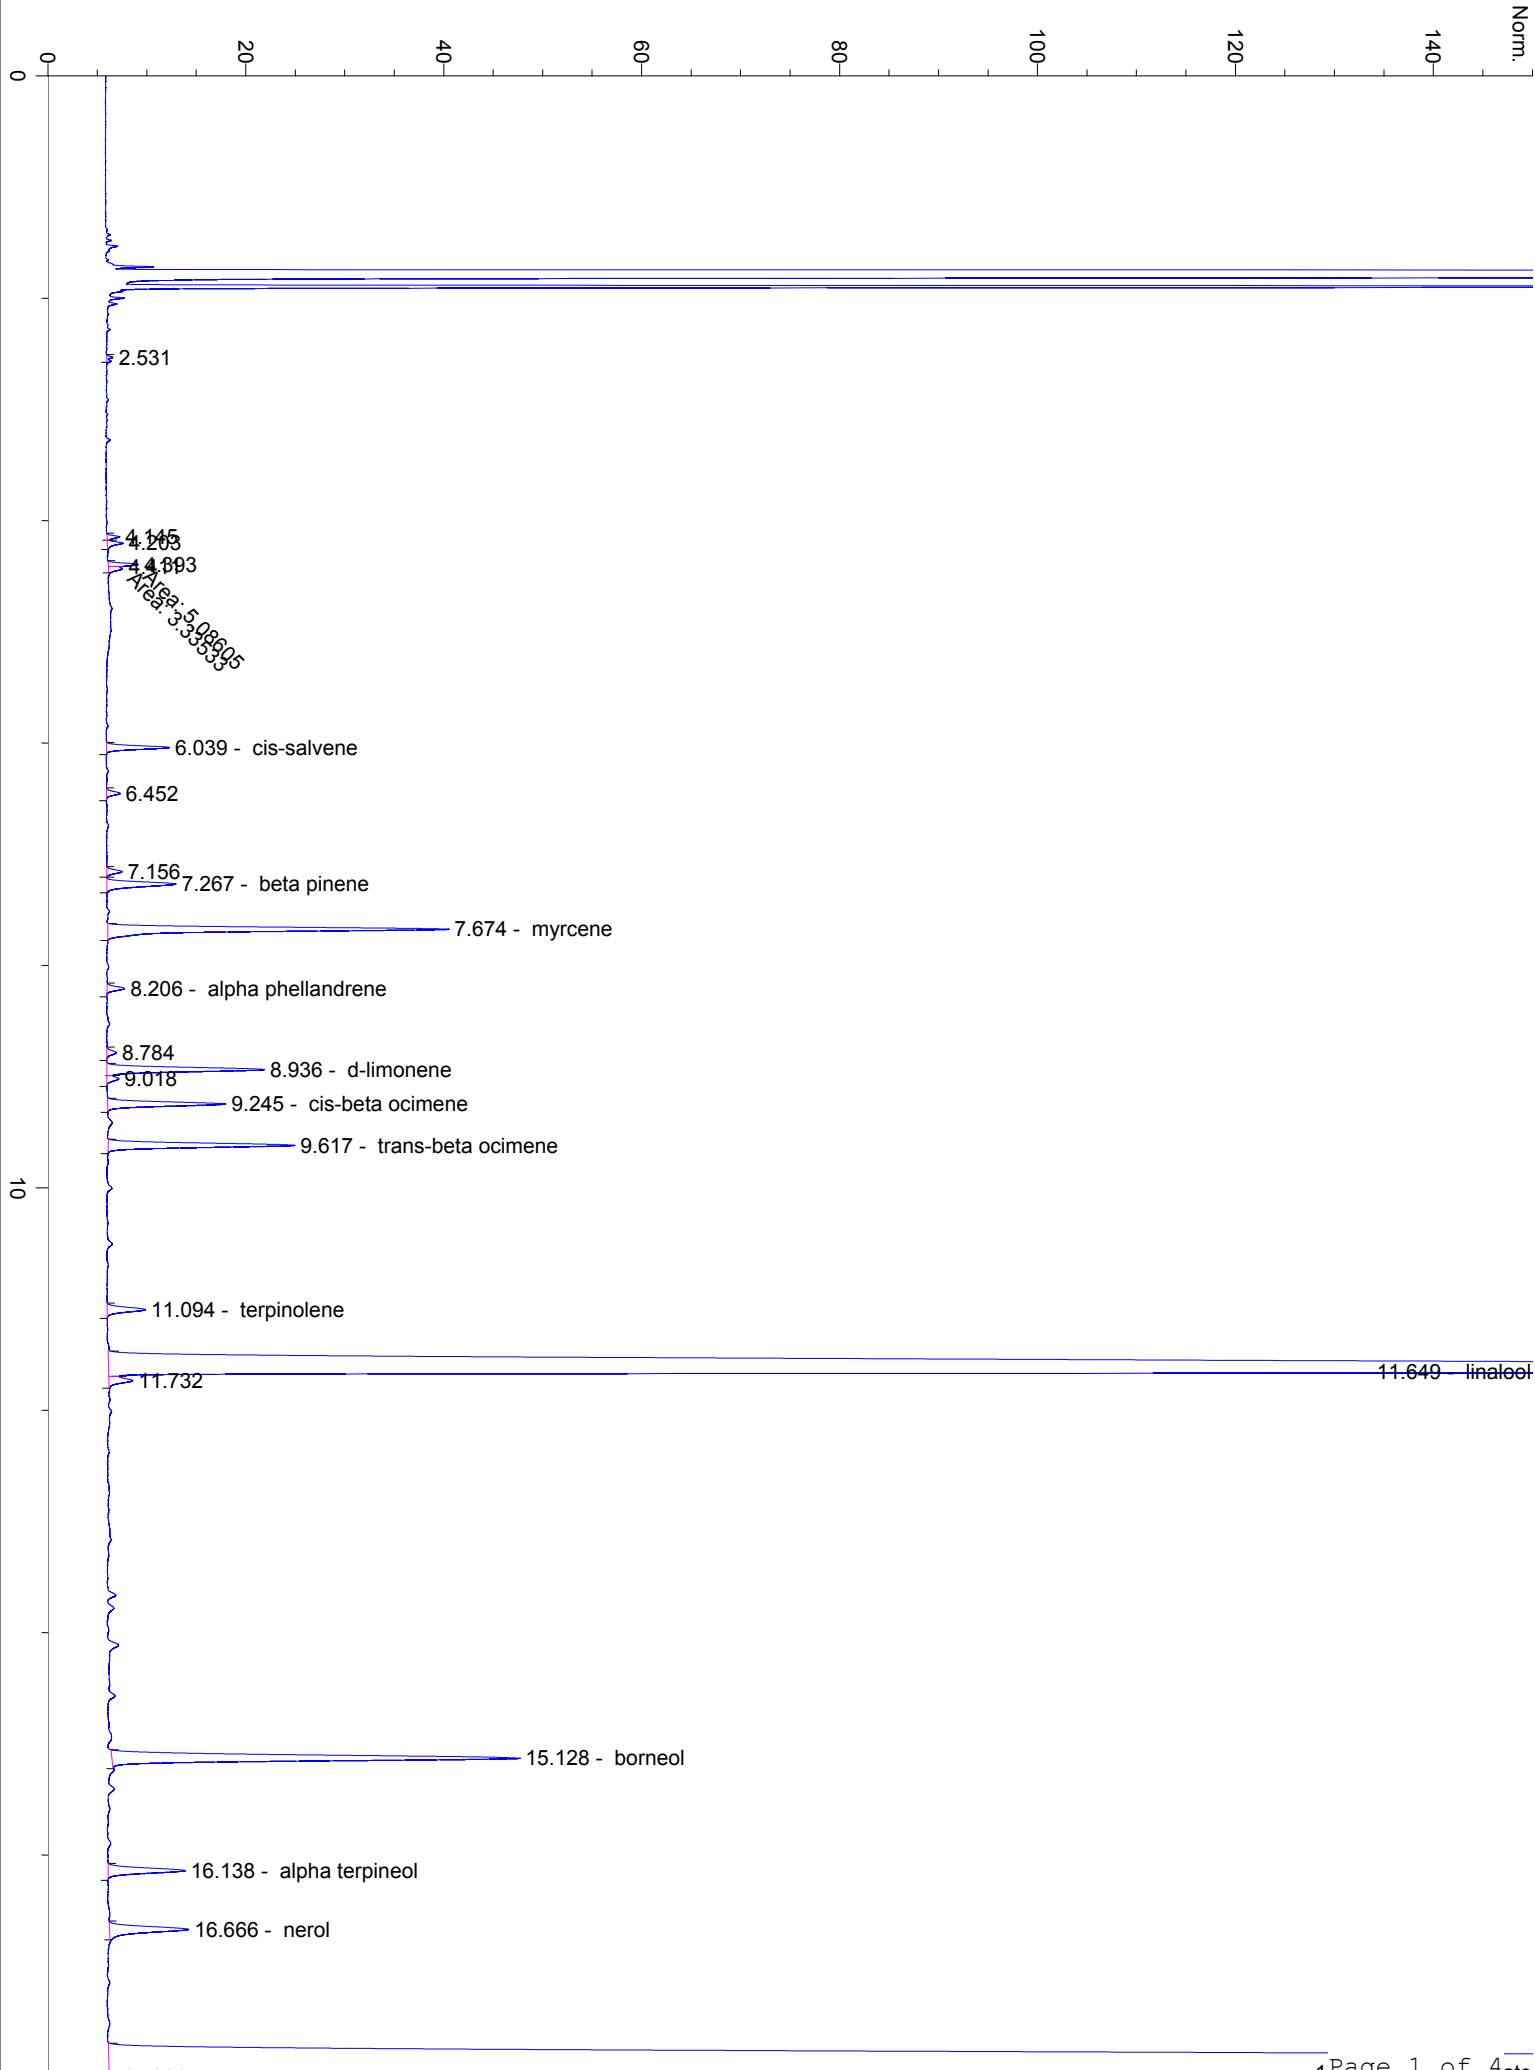 Norm.
0
20
40
60
80
100
120
140
0
2.531
4.145
4.203
4.393
4.411
Area: 5.08605
Area: 3.33533
6.039 - cis-salvene
6.452
7.156
7.267 - beta pinene
7.674 - myrcene
8.206 - alpha phellandrene
8.784
8.936 - d-limonene
9.018
9.245 - cis-beta ocimene
9.617 - trans-beta ocimene
10
11.094 - terpinolene
11.649 - linalool
11.732
15.128 - borneol
16.138 - alpha terpineol
16.666 - nerol
Page 1 of 4